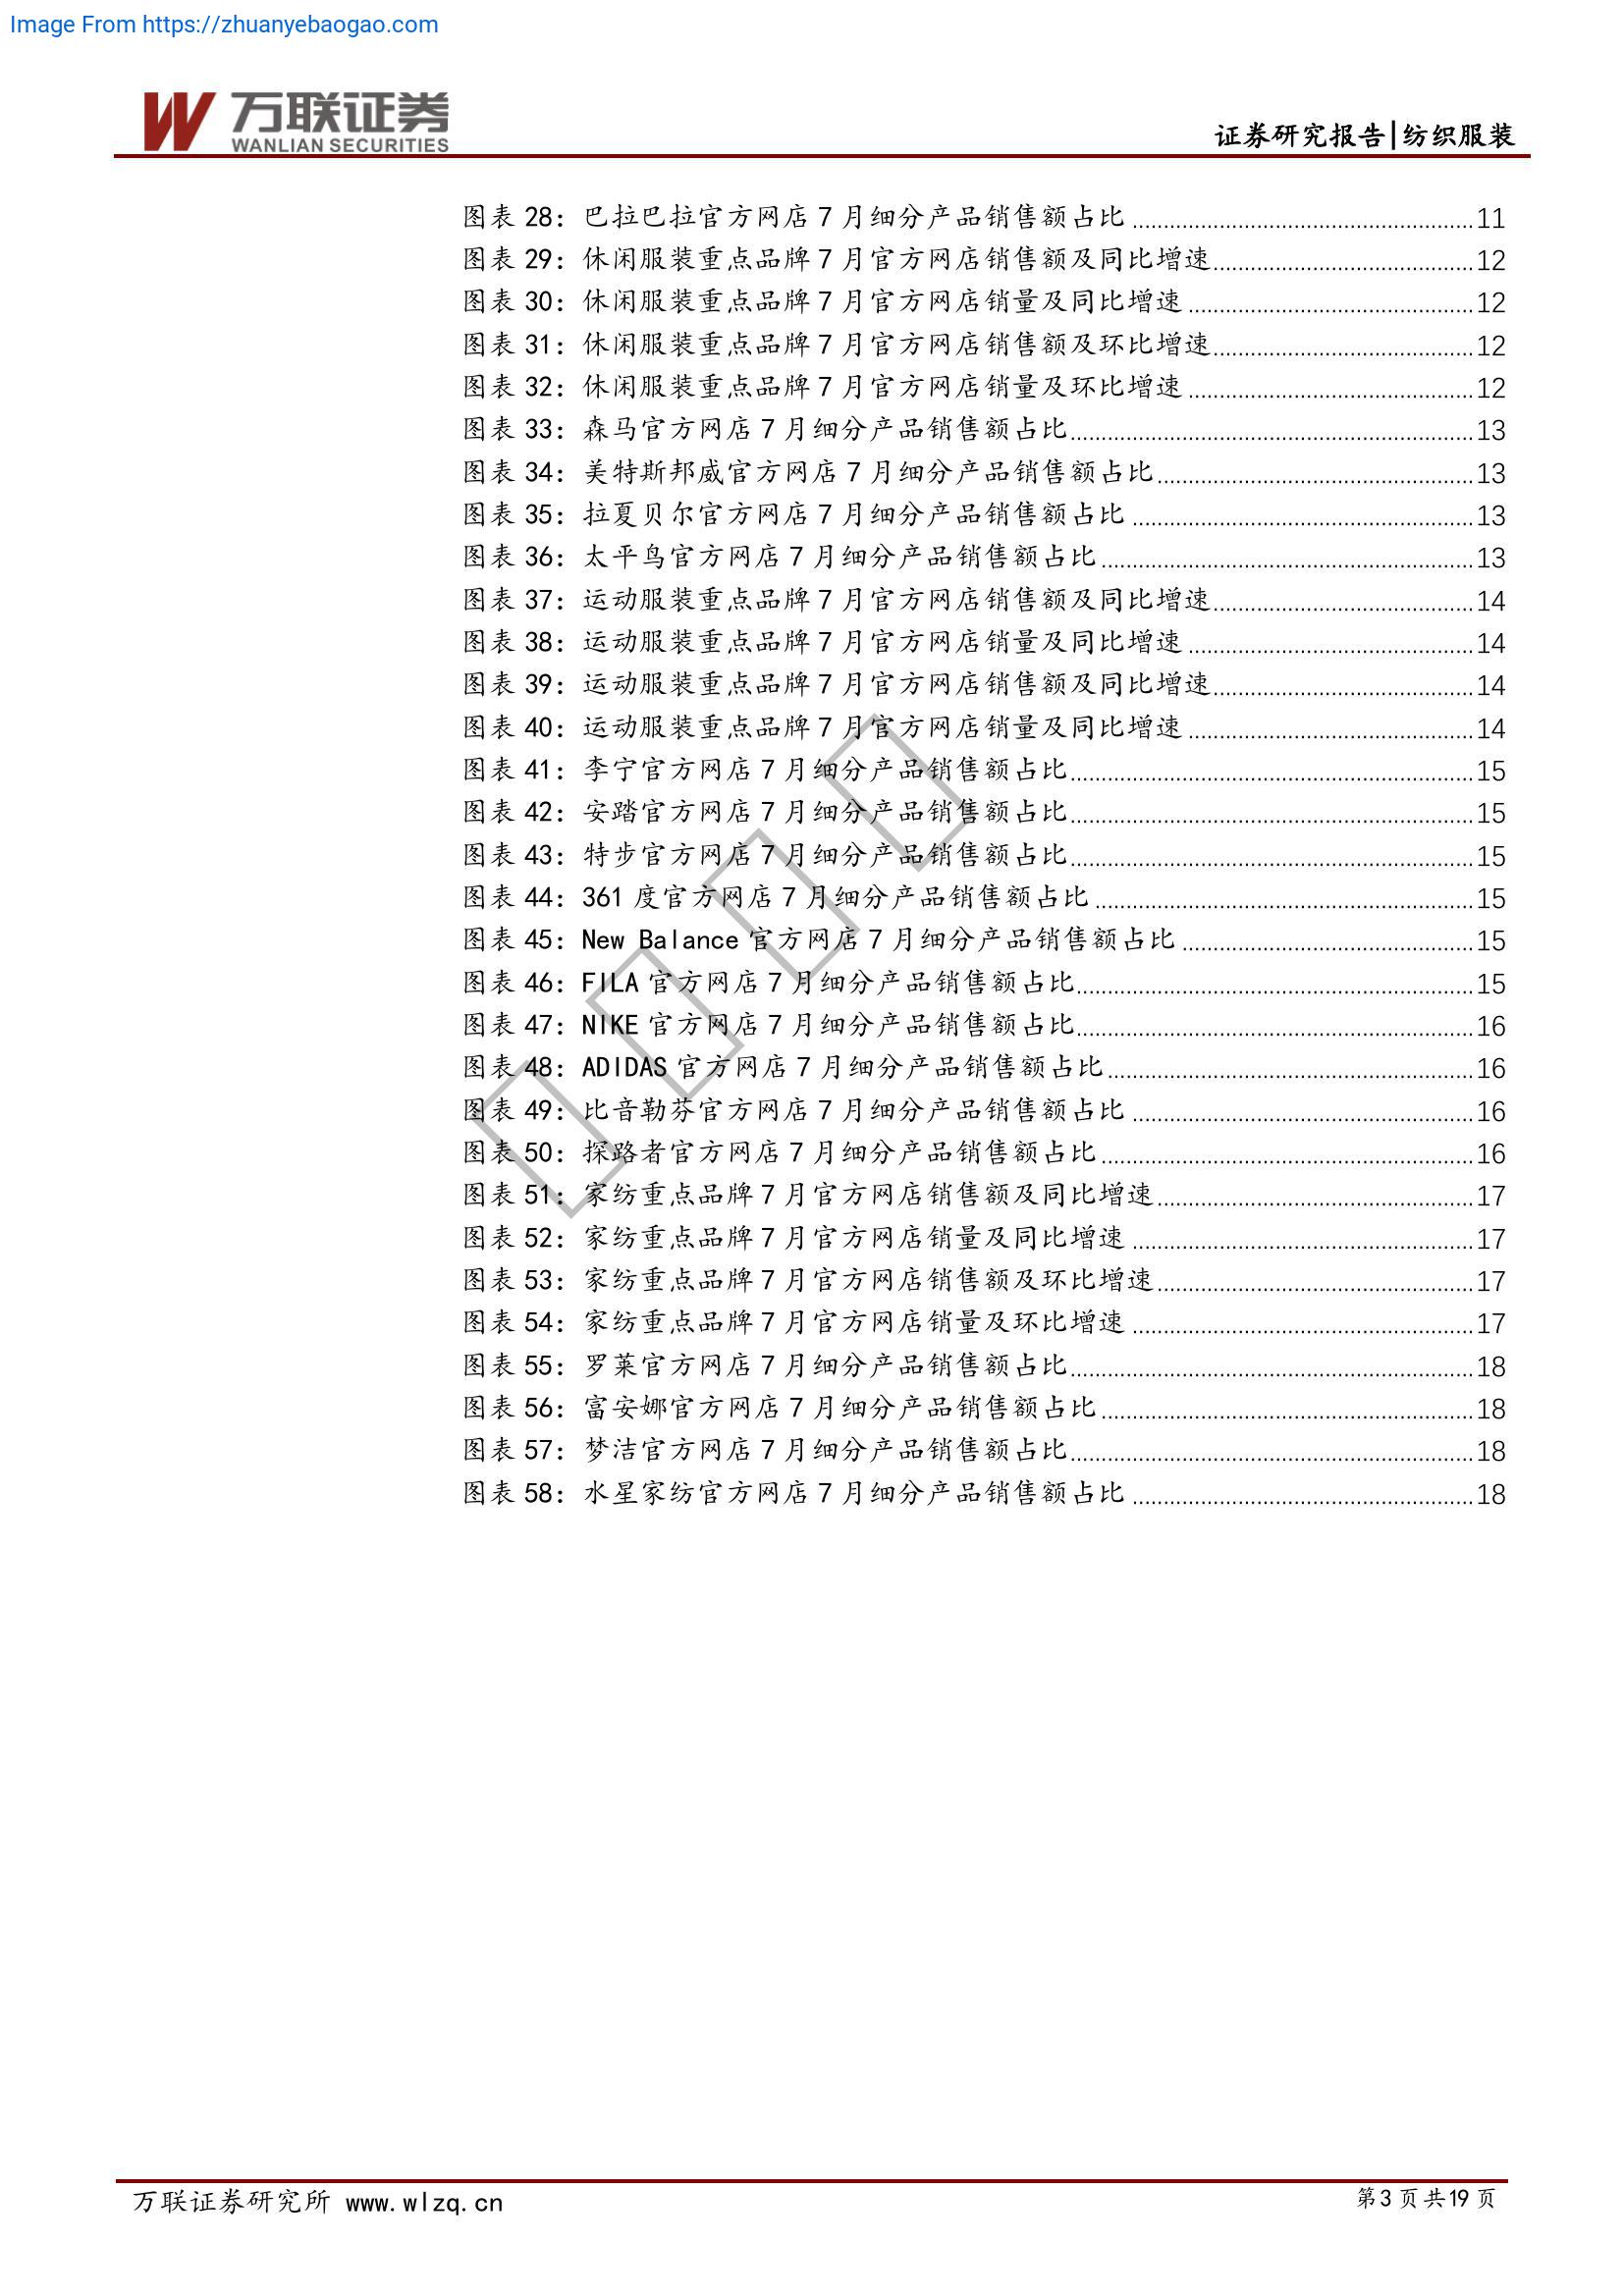 Image From https://zhuanyebaogao.com
万联证券
WANLIAN SECURITIES
证券研究报告|纺织服装
图表 28：巴拉巴拉官方网店 7 月细分产品销售额占比 11
图表 29：休闲服装重点品牌 7 月官方网店销售额及同比增速 12
图表 30：休闲服装重点品牌 7 月官方网店销量及同比增速 12
图表 31：休闲服装重点品牌 7 月官方网店销售额及环比增速 12
图表 32：休闲服装重点品牌 7 月官方网店销量及环比增速 12
图表 33：森马官方网店 7 月细分产品销售额占比 13
图表 34：美特斯邦威官方网店 7 月细分产品销售额占比 13
图表 35：拉夏贝尔官方网店 7 月细分产品销售额占比 13
图表 36：太平鸟官方网店 7 月细分产品销售额占比 13
图表 37：运动服装重点品牌 7 月官方网店销售额及同比增速 14
图表 38：运动服装重点品牌 7 月官方网店销量及同比增速 14
图表 39：运动服装重点品牌 7 月官方网店销售额及同比增速 14
图表 40：运动服装重点品牌 7 月官方网店销量及同比增速 14
图表 41：李宁官方网店 7 月细分产品销售额占比 15
图表 42：安踏官方网店 7 月细分产品销售额占比 15
图表 43：特步官方网店 7 月细分产品销售额占比 15
图表 44：361 度官方网店 7 月细分产品销售额占比 15
图表 45：New Balance 官方网店 7 月细分产品销售额占比 15
图表 46：FILA 官方网店 7 月细分产品销售额占比 15
图表 47：NIKE 官方网店 7 月细分产品销售额占比 16
图表 48：ADIDAS 官方网店 7 月细分产品销售额占比 16
图表 49：比音勒芬官方网店 7 月细分产品销售额占比 16
图表 50：探路者官方网店 7 月细分产品销售额占比 16
图表 51：家纺重点品牌 7 月官方网店销售额及同比增速 17
图表 52：家纺重点品牌 7 月官方网店销量及同比增速 17
图表 53：家纺重点品牌 7 月官方网店销售额及环比增速 17
图表 54：家纺重点品牌 7 月官方网店销量及环比增速 17
图表 55：罗莱官方网店 7 月细分产品销售额占比 18
图表 56：富安娜官方网店 7 月细分产品销售额占比 18
图表 57：梦洁官方网店 7 月细分产品销售额占比 18
图表 58：水星家纺官方网店 7 月细分产品销售额占比 18
万联证券研究所 www.wlzq.cn
第 3 页 共 19 页